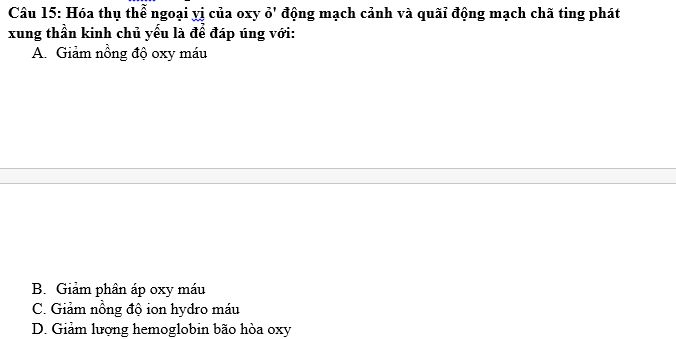 Câu 15: Hóa thụ thể ngoại vị của oxy ỏ' động mạch cảnh và quãỉ động mạch chã ting phát
xung thần kinh chủ yếu là để đáp úng với:
A. Giảm nồng độ oxy máu
B. Giảm phân áp oxy máu
C. Giảm nồng độ ion hydro máu
D. Giảm lượng hemoglobin bão hòa oxy